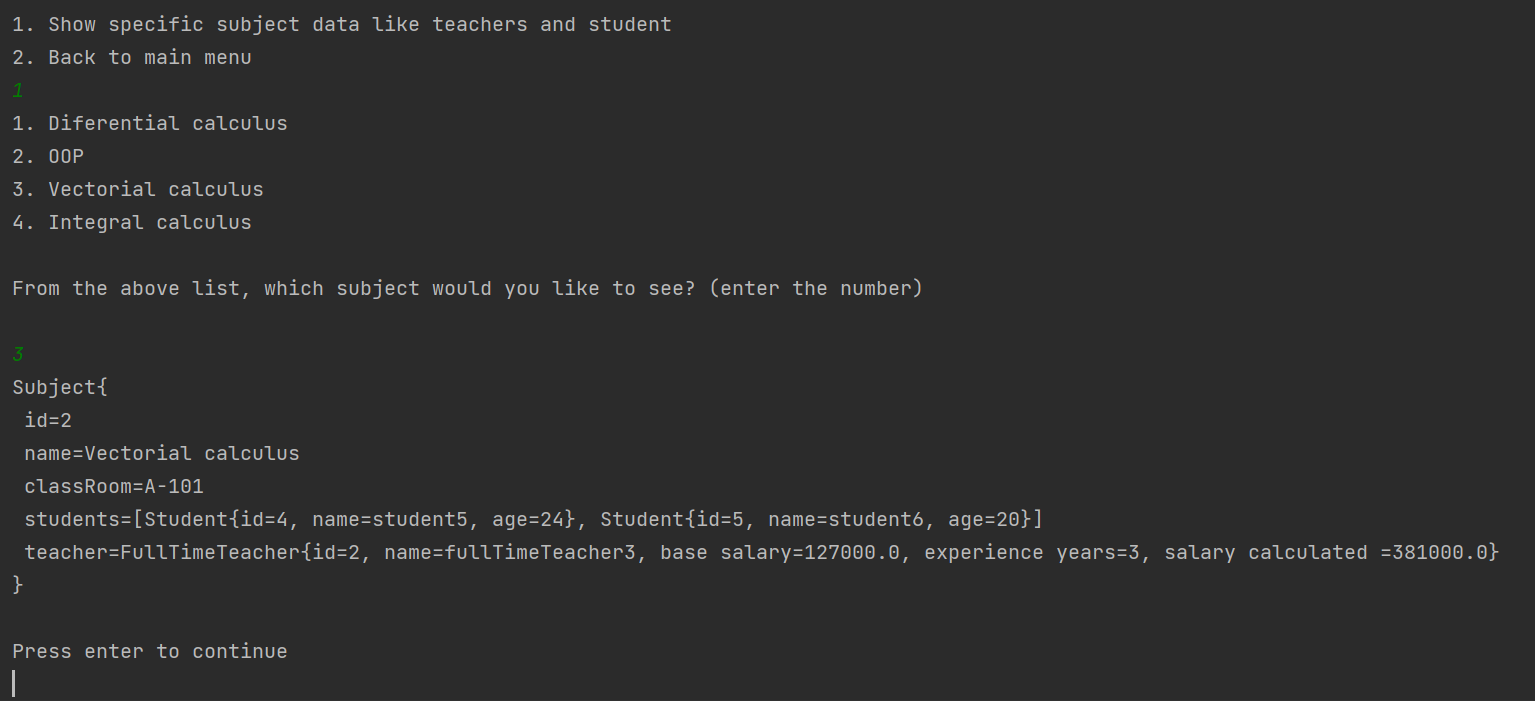 1. Show specific subject data like teachers and student
2. Back to main menu
1
1. Diferential calculus
2. OOP
3. Vectorial calculus
4. Integral calculus
From the above list, which subject would you like to see? (enter the number)
3
Subject{
id=2
name=Vectorial calculus
classRoom=A-101
students=[Student{id=4, name=student5, age=24}, Student{id=5, name=student6, age=20}]
teacher=FullTimeTeacher{id=2, name=fullTimeTeacher3, base salary=127000.0, experience years=3, salary calculated =381000.0}
}
Press enter to continue